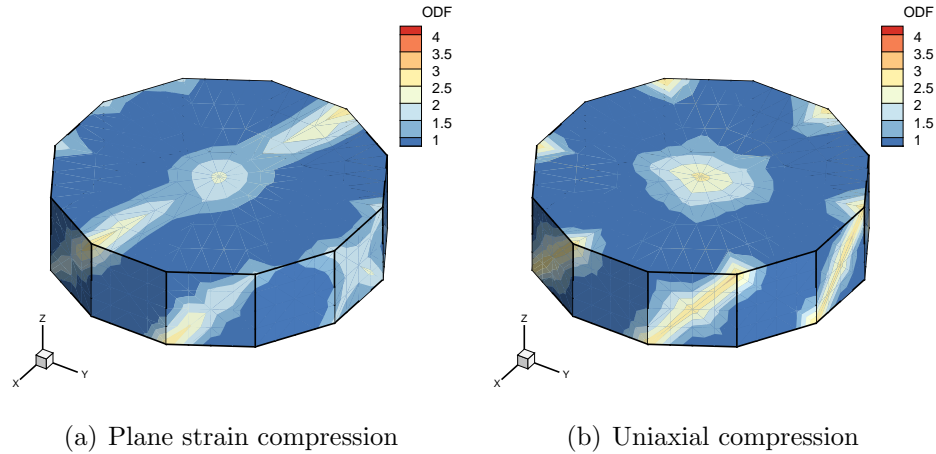 ODF
4
3.5
3
2.5
2
1.5
1
Z
X
Y
(a) Plane strain compression
ODF
4
3.5
3
2.5
2
1.5
1
Z
X
Y
(b) Uniaxial compression